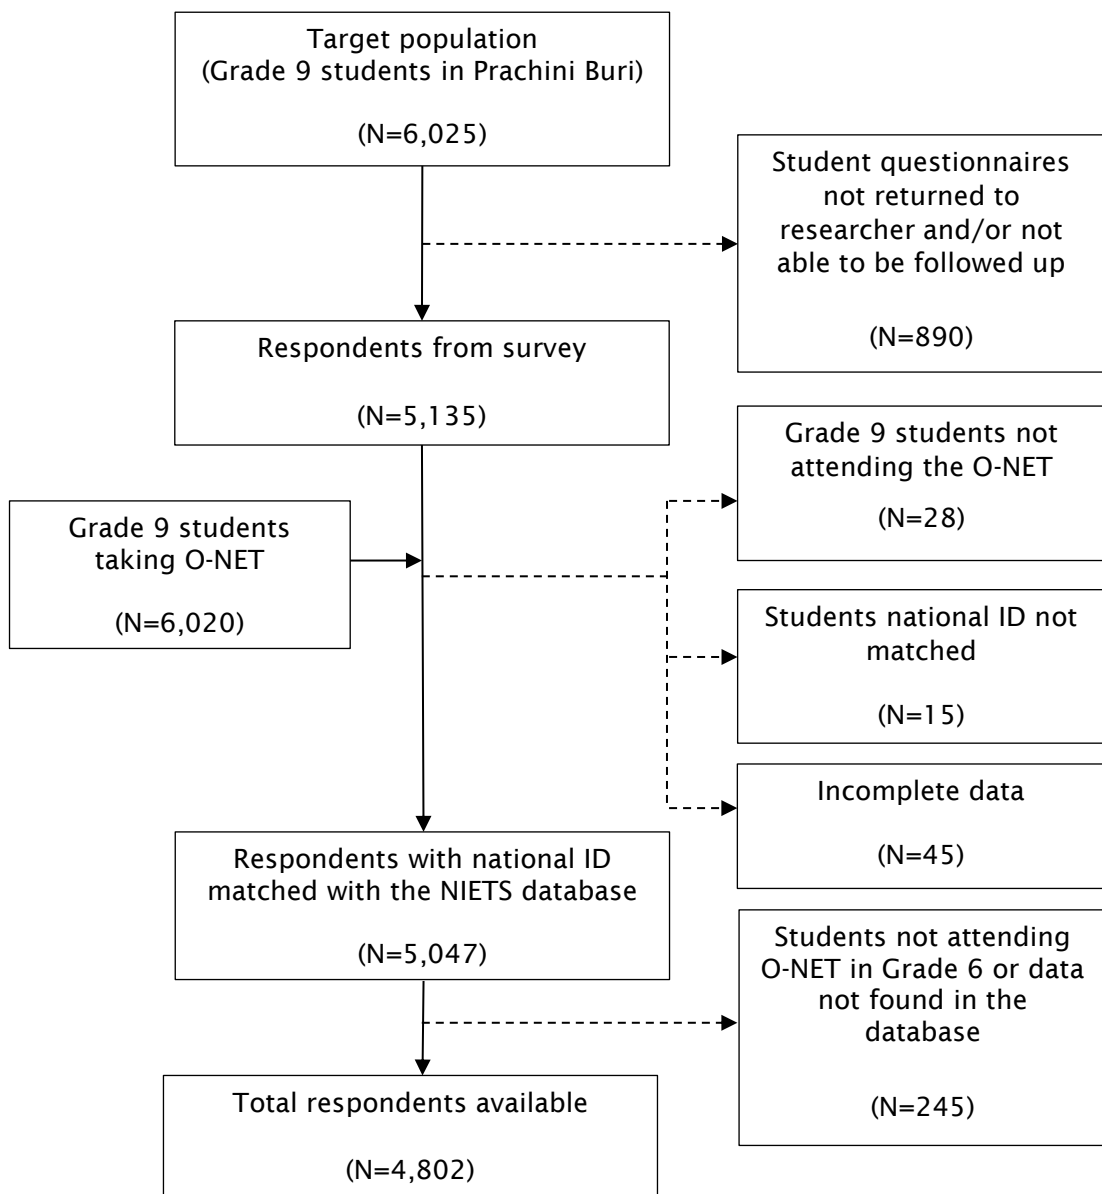 Target population
(Grade 9 students in Prachini Buri)
(N=6,025)
Student questionnaires
not returned to
researcher and/or not
able to be followed up
(N=890)
Respondents from survey
(N=5,135)
Grade 9 students not
attending the O-NET
(N=28)
Grade 9 students
taking O-NET
(N=6,020)
Students national ID not
matched
(N=15)
Incomplete data
(N=45)
Respondents with national ID
matched with the NIETS database
(N=5,047)
Students not attending
O-NET in Grade 6 or data
not found in the
database
(N=245)
Total respondents available
(N=4,802)